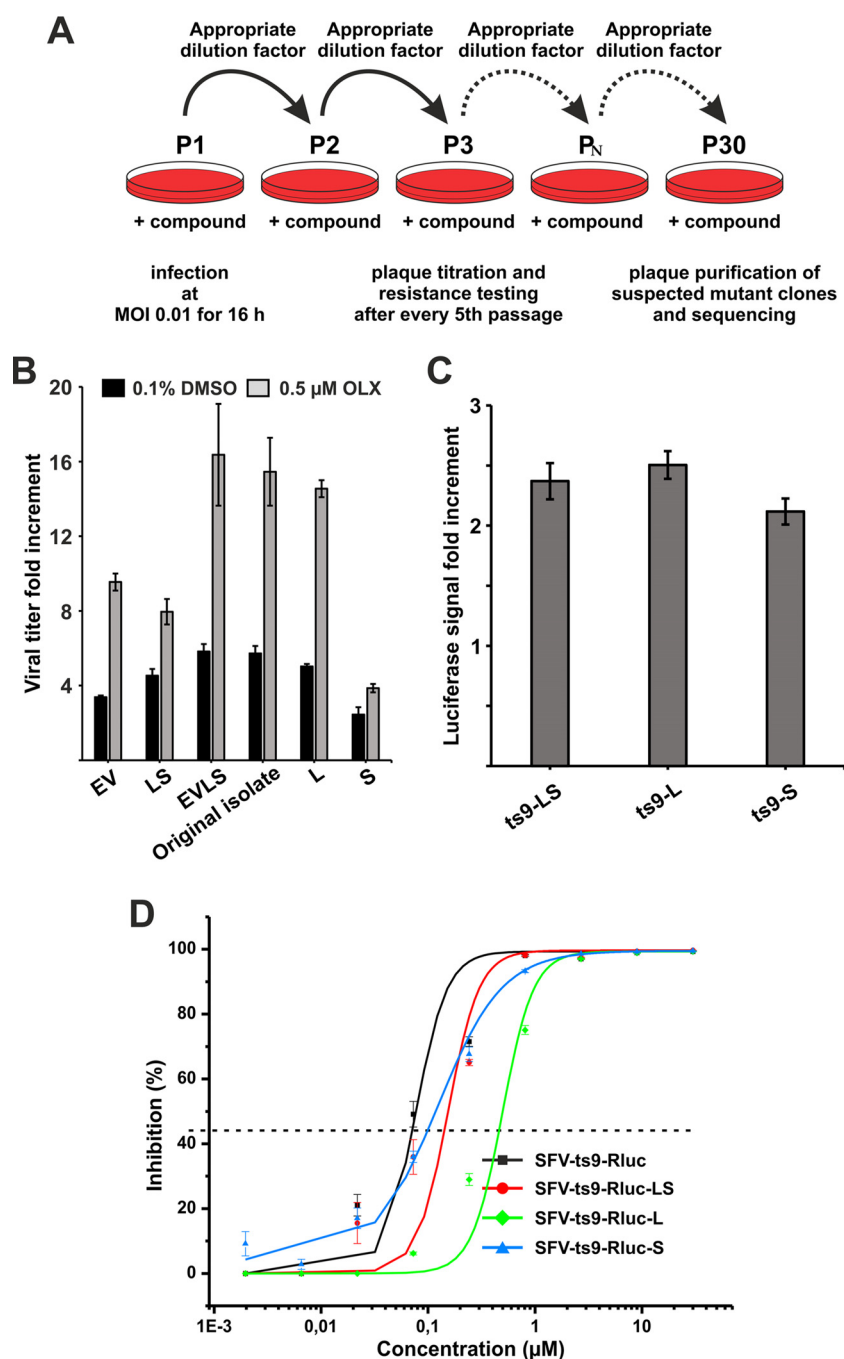 A
Appropriate dilution factor
Appropriate dilution factor
Appropriate dilution factor
Appropriate dilution factor
P1
P2
P3
PN
P30
+ compound
+ compound
+ compound
+ compound
+ compound
infection
at
MOI 0.01 for 16 h
plaque titration and
resistance testing
after every 5th passage
plaque purification of
suspected mutant clones
and sequencing
B
0.1% DMSO
0.5 µM OLX
Viral titer fold increment
20
16
12
8
4
EV
LS
EVLS
Original isolate
L
S
C
Luciferase signal fold increment
3
2
1
ts9-LS
ts9-L
ts9-S
D
Inhibition (%)
100
80
60
40
20
0
SFV-ts9-Rluc
SFV-ts9-Rluc-LS
SFV-ts9-Rluc-L
SFV-ts9-Rluc-S
1E-3
0,01
0,1
1
10
Concentration (µM)